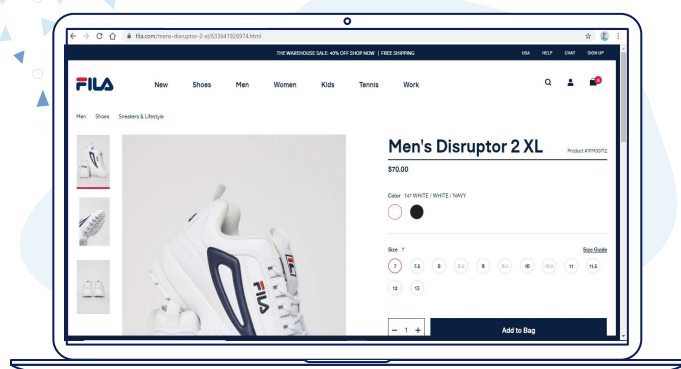 fila.com/mens-disruptor-2-xl/633641926974.html
THE WAREHOUSE SALE: 40% OFF SHOP NOW | FREE SHIPPING
USA HELP CHAT SIGN UP
FILA New Shoes Men Women Kids Tennis Work 0
Men Shoes Sneakers & Lifestyle
Men's Disruptor 2 XL
Product #1FM00712
$70.00
Color 147 WHITE / WHITE / NAVY
Size 7 Size Guide
7 7.5 8 8.5 9 9.5 10 10.5 11 11.5
12 13
FILA
− 1 + Add to Bag